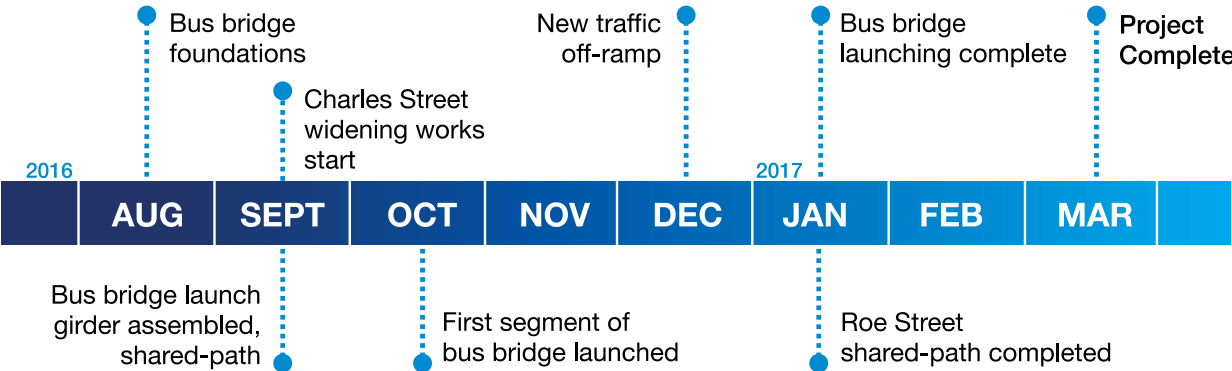 Bus bridge
foundations
New traffic
off-ramp
Bus bridge
launching complete
Project
Complete
Charles Street
widening works
start
2016
2017
AUG
SEPT
OCT
NOV
DEC
JAN
FEB
MAR
Bus bridge launch
girder assembled,
shared-path
First segment of
bus bridge launched
Roe Street
shared-path completed